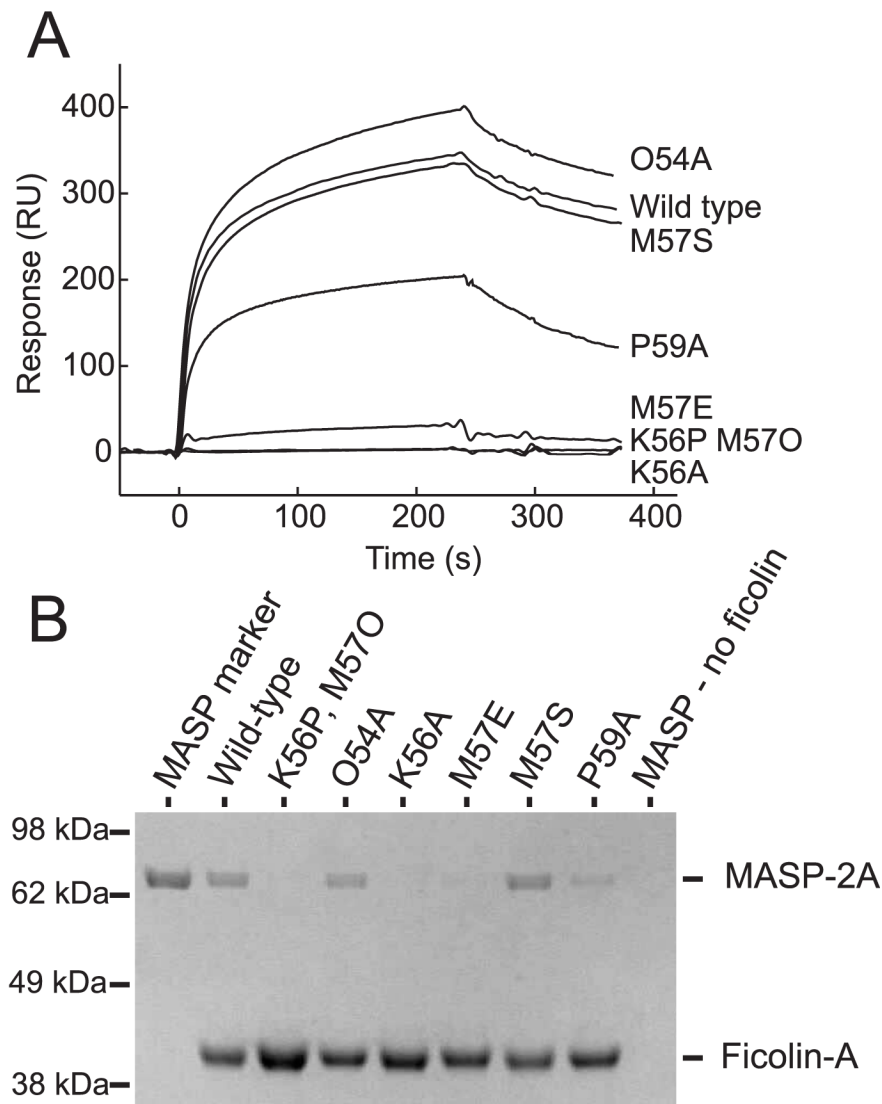 A
Response (RU)
400
300
200
100
0
O54A
Wild type
M57S
P59A
M57E
K56P M57O
K56A
0 100 200 300 400
Time (s)
B
MASP marker
Wild-type
K56P, M57O
O54A
K56A
M57E
M57S
P59A
MASP - no ficolin
98 kDa
62 kDa
49 kDa
38 kDa
MASP-2A
Ficolin-A